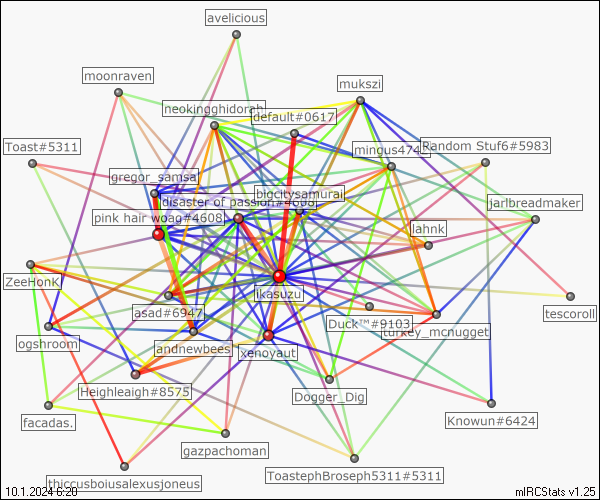 avelicious
moonraven
mukszi
neokingghidorah
default#0617
Toast#5311
mingus474
Random Stuf6#5983
gregor_samsa
disaster of passion#4008
bigcitysamurai
jarlbreadmaker
pink hair woag#4608
lahnk
ZeeHonK
ikasuzu
tescoroll
asad#6947
Duck™#9103
turkey_mcnugget
ogshroom
andnewbees
xenoyaut
Heighleaigh#8575
Dogger_Dig
facadas.
Knowun#6424
gazpachoman
thiccusboiusalexusjoneus
ToastephBroseph5311#5311
10.1.2024 6:20
mIRCStats v1.25